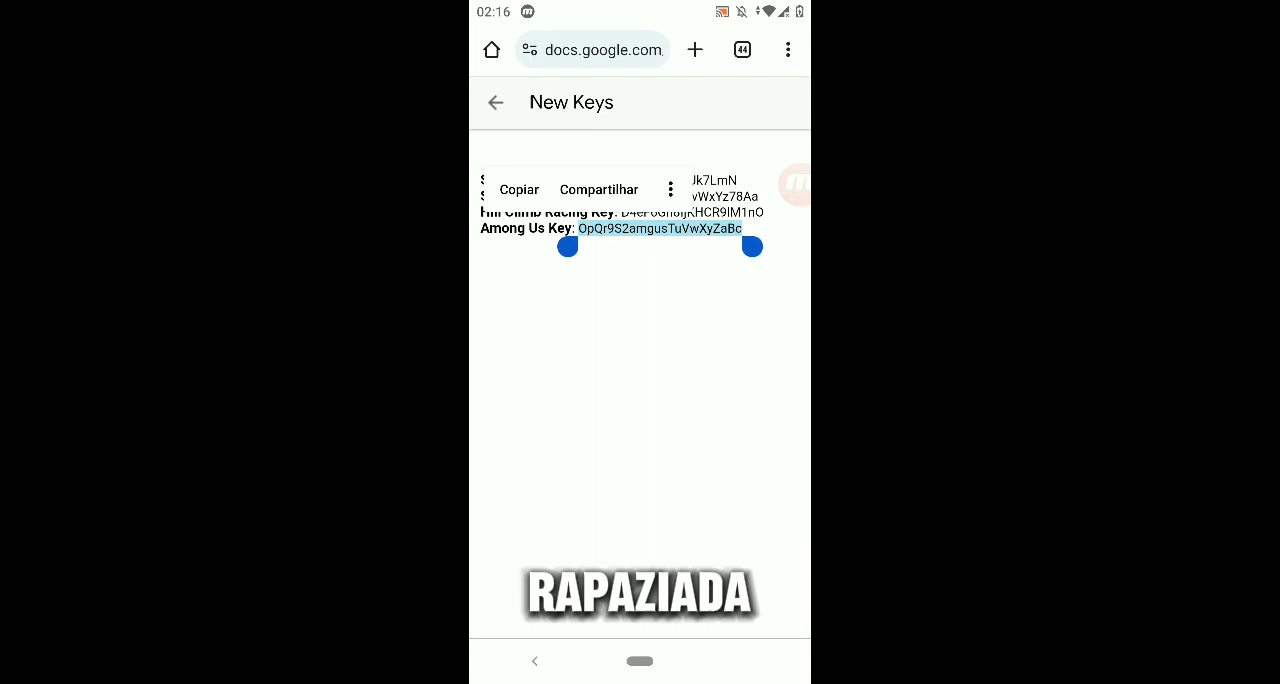 02:16
docs.google.com
44
New Keys
Jk7LmN
Copiar Compartilhar
vWxYz78Aa
Hill Climb Racing Key:
Among Us Key: OpQr9S2amgusTuVwXyZaBc
RAPAZIADA